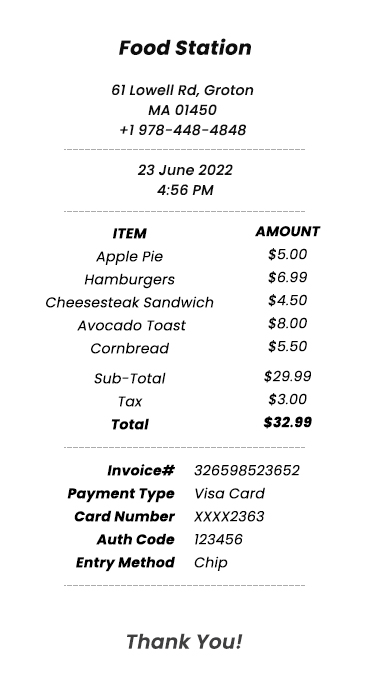 Food Station
61 Lowell Rd, Groton
MA 01450
+1 978-448-4848
23 June 2022
4:56 PM
ITEM AMOUNT
Apple Pie $5.00
Hamburgers $6.99
Cheesesteak Sandwich $4.50
Avocado Toast $8.00
Cornbread $5.50
Sub-Total $29.99
Tax $3.00
Total $32.99
Invoice# 326598523652
Payment Type Visa Card
Card Number XXXX2363
Auth Code 123456
Entry Method Chip
Thank You!